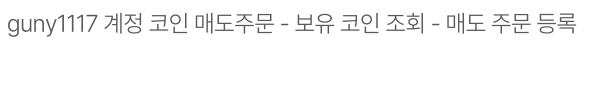 guny1117 계정 코인 매도주문 - 보유 코인 조회 - 매도 주문 등록